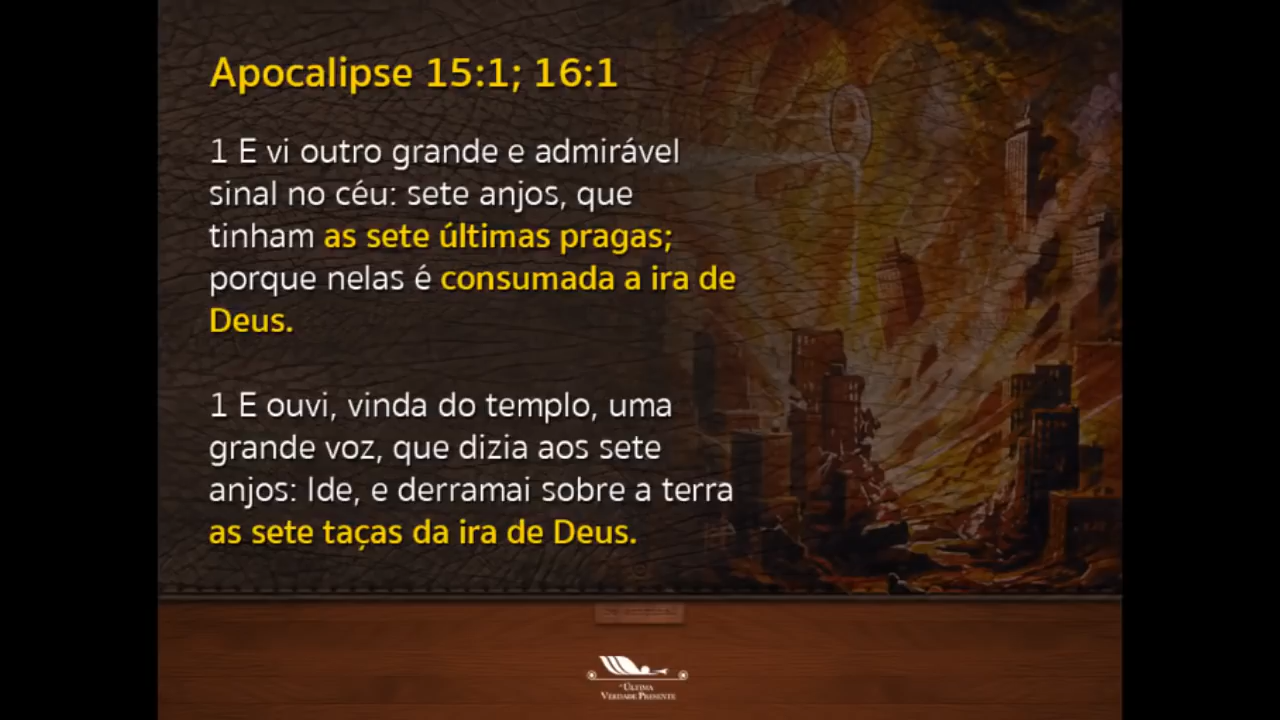 Apocalipse 15:1; 16:1
1 E vi outro grande e admirável
sinal no céu: sete anjos, que
tinham as sete últimas pragas;
porque nelas é consumada a ira de
Deus.
1 E ouvi, vinda do templo, uma
grande voz, que dizia aos sete
anjos: Ide, e derramai sobre a terra
as sete taças da ira de Deus.
ÚLTIMA
VERDADE PRESENTE